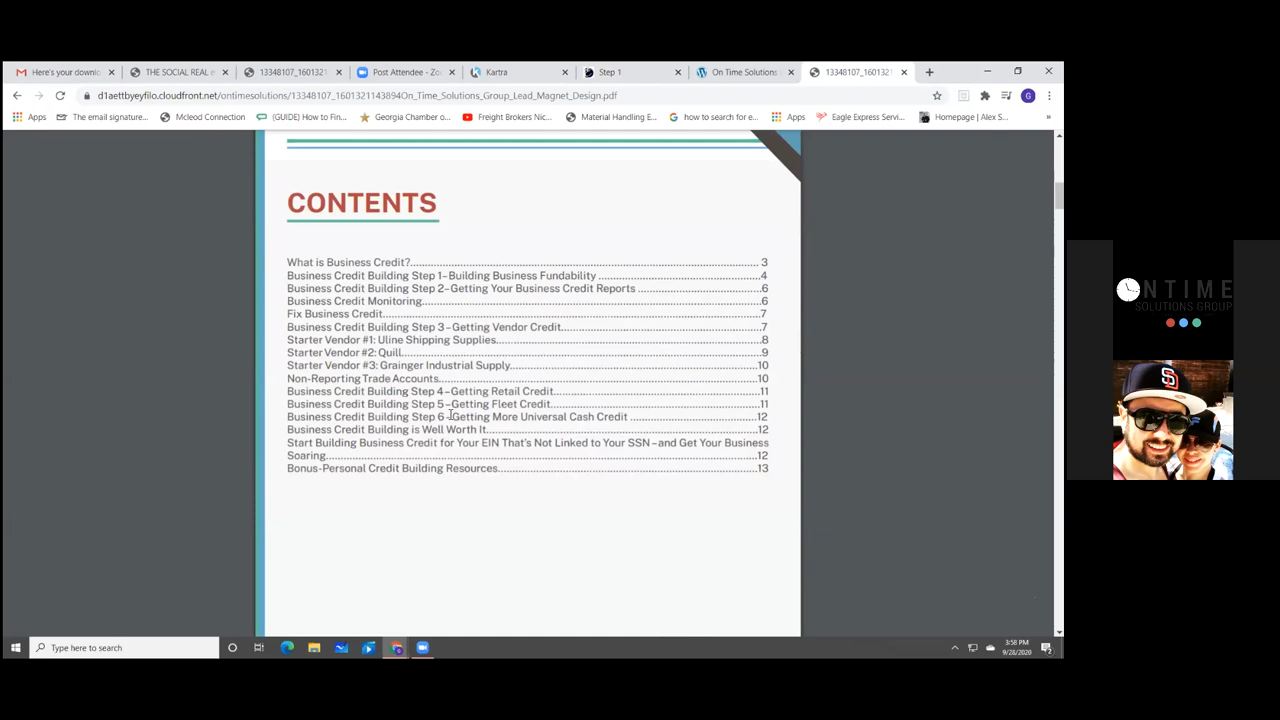 Here's your downlo
THE SOCIAL REAL e
13348107_1601321
Post Attendee - Zo
Kartra
Step 1
On Time Solutions
13348107_1601321
d1aettbyeyfilo.cloudfront.net/ontimesolutions/13348107_1601321143894On_Time_Solutions_Group_Lead_Magnet_Design.pdf
G
Apps
The email signature...
Mcleod Connection
(GUIDE) How to Fin...
Georgia Chamber o...
Freight Brokers Nic...
Material Handling E...
how to search for e...
Apps
Eagle Express Servi...
Homepage | Alex S...
»
CONTENTS
What is Business Credit?.......... 3
Business Credit Building Step 1–Building Business Fundability ..........4
Business Credit Building Step 2–Getting Your Business Credit Reports ..........6
Business Credit Monitoring..........6
Fix Business Credit..........7
Business Credit Building Step 3–Getting Vendor Credit..........7
Starter Vendor #1: Uline Shipping Supplies..........8
Starter Vendor #2: Quill..........9
Starter Vendor #3: Grainger Industrial Supply..........10
Non-Reporting Trade Accounts..........10
Business Credit Building Step 4–Getting Retail Credit..........11
Business Credit Building Step 5–Getting Fleet Credit..........11
Business Credit Building Step 6–Getting More Universal Cash Credit ..........12
Business Credit Building is Well Worth It..........12
Start Building Business Credit for Your EIN That's Not Linked to Your SSN –and Get Your Business
Soaring..........12
Bonus-Personal Credit Building Resources..........13
NTIME
SOLUTIONS GROUP
Type here to search
3:58 PM
9/28/2020
2